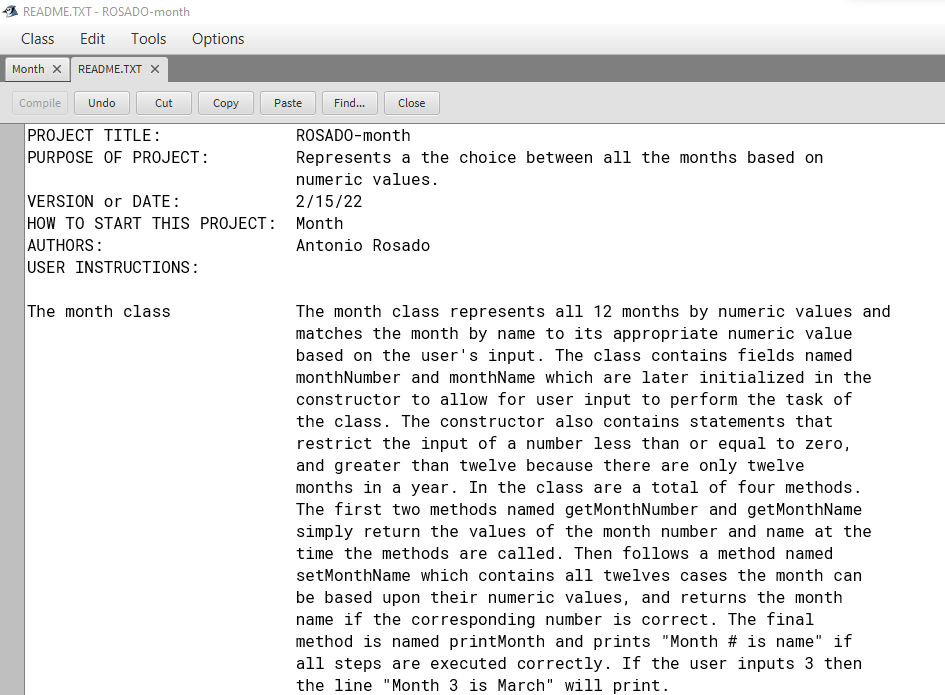 README.TXT - ROSADO-month
Class Edit Tools Options
Month × README.TXT ×
Compile Undo Cut Copy Paste Find... Close
PROJECT TITLE: ROSADO-month
PURPOSE OF PROJECT: Represents a the choice between all the months based on
numeric values.
VERSION or DATE: 2/15/22
HOW TO START THIS PROJECT: Month
AUTHORS: Antonio Rosado
USER INSTRUCTIONS:
The month class The month class represents all 12 months by numeric values and
matches the month by name to its appropriate numeric value
based on the user's input. The class contains fields named
monthNumber and monthName which are later initialized in the
constructor to allow for user input to perform the task of
the class. The constructor also contains statements that
restrict the input of a number less than or equal to zero,
and greater than twelve because there are only twelve
months in a year. In the class are a total of four methods.
The first two methods named getMonthNumber and getMonthName
simply return the values of the month number and name at the
time the methods are called. Then follows a method named
setMonthName which contains all twelves cases the month can
be based upon their numeric values, and returns the month
name if the corresponding number is correct. The final
method is named printMonth and prints "Month # is name" if
all steps are executed correctly. If the user inputs 3 then
the line "Month 3 is March" will print.